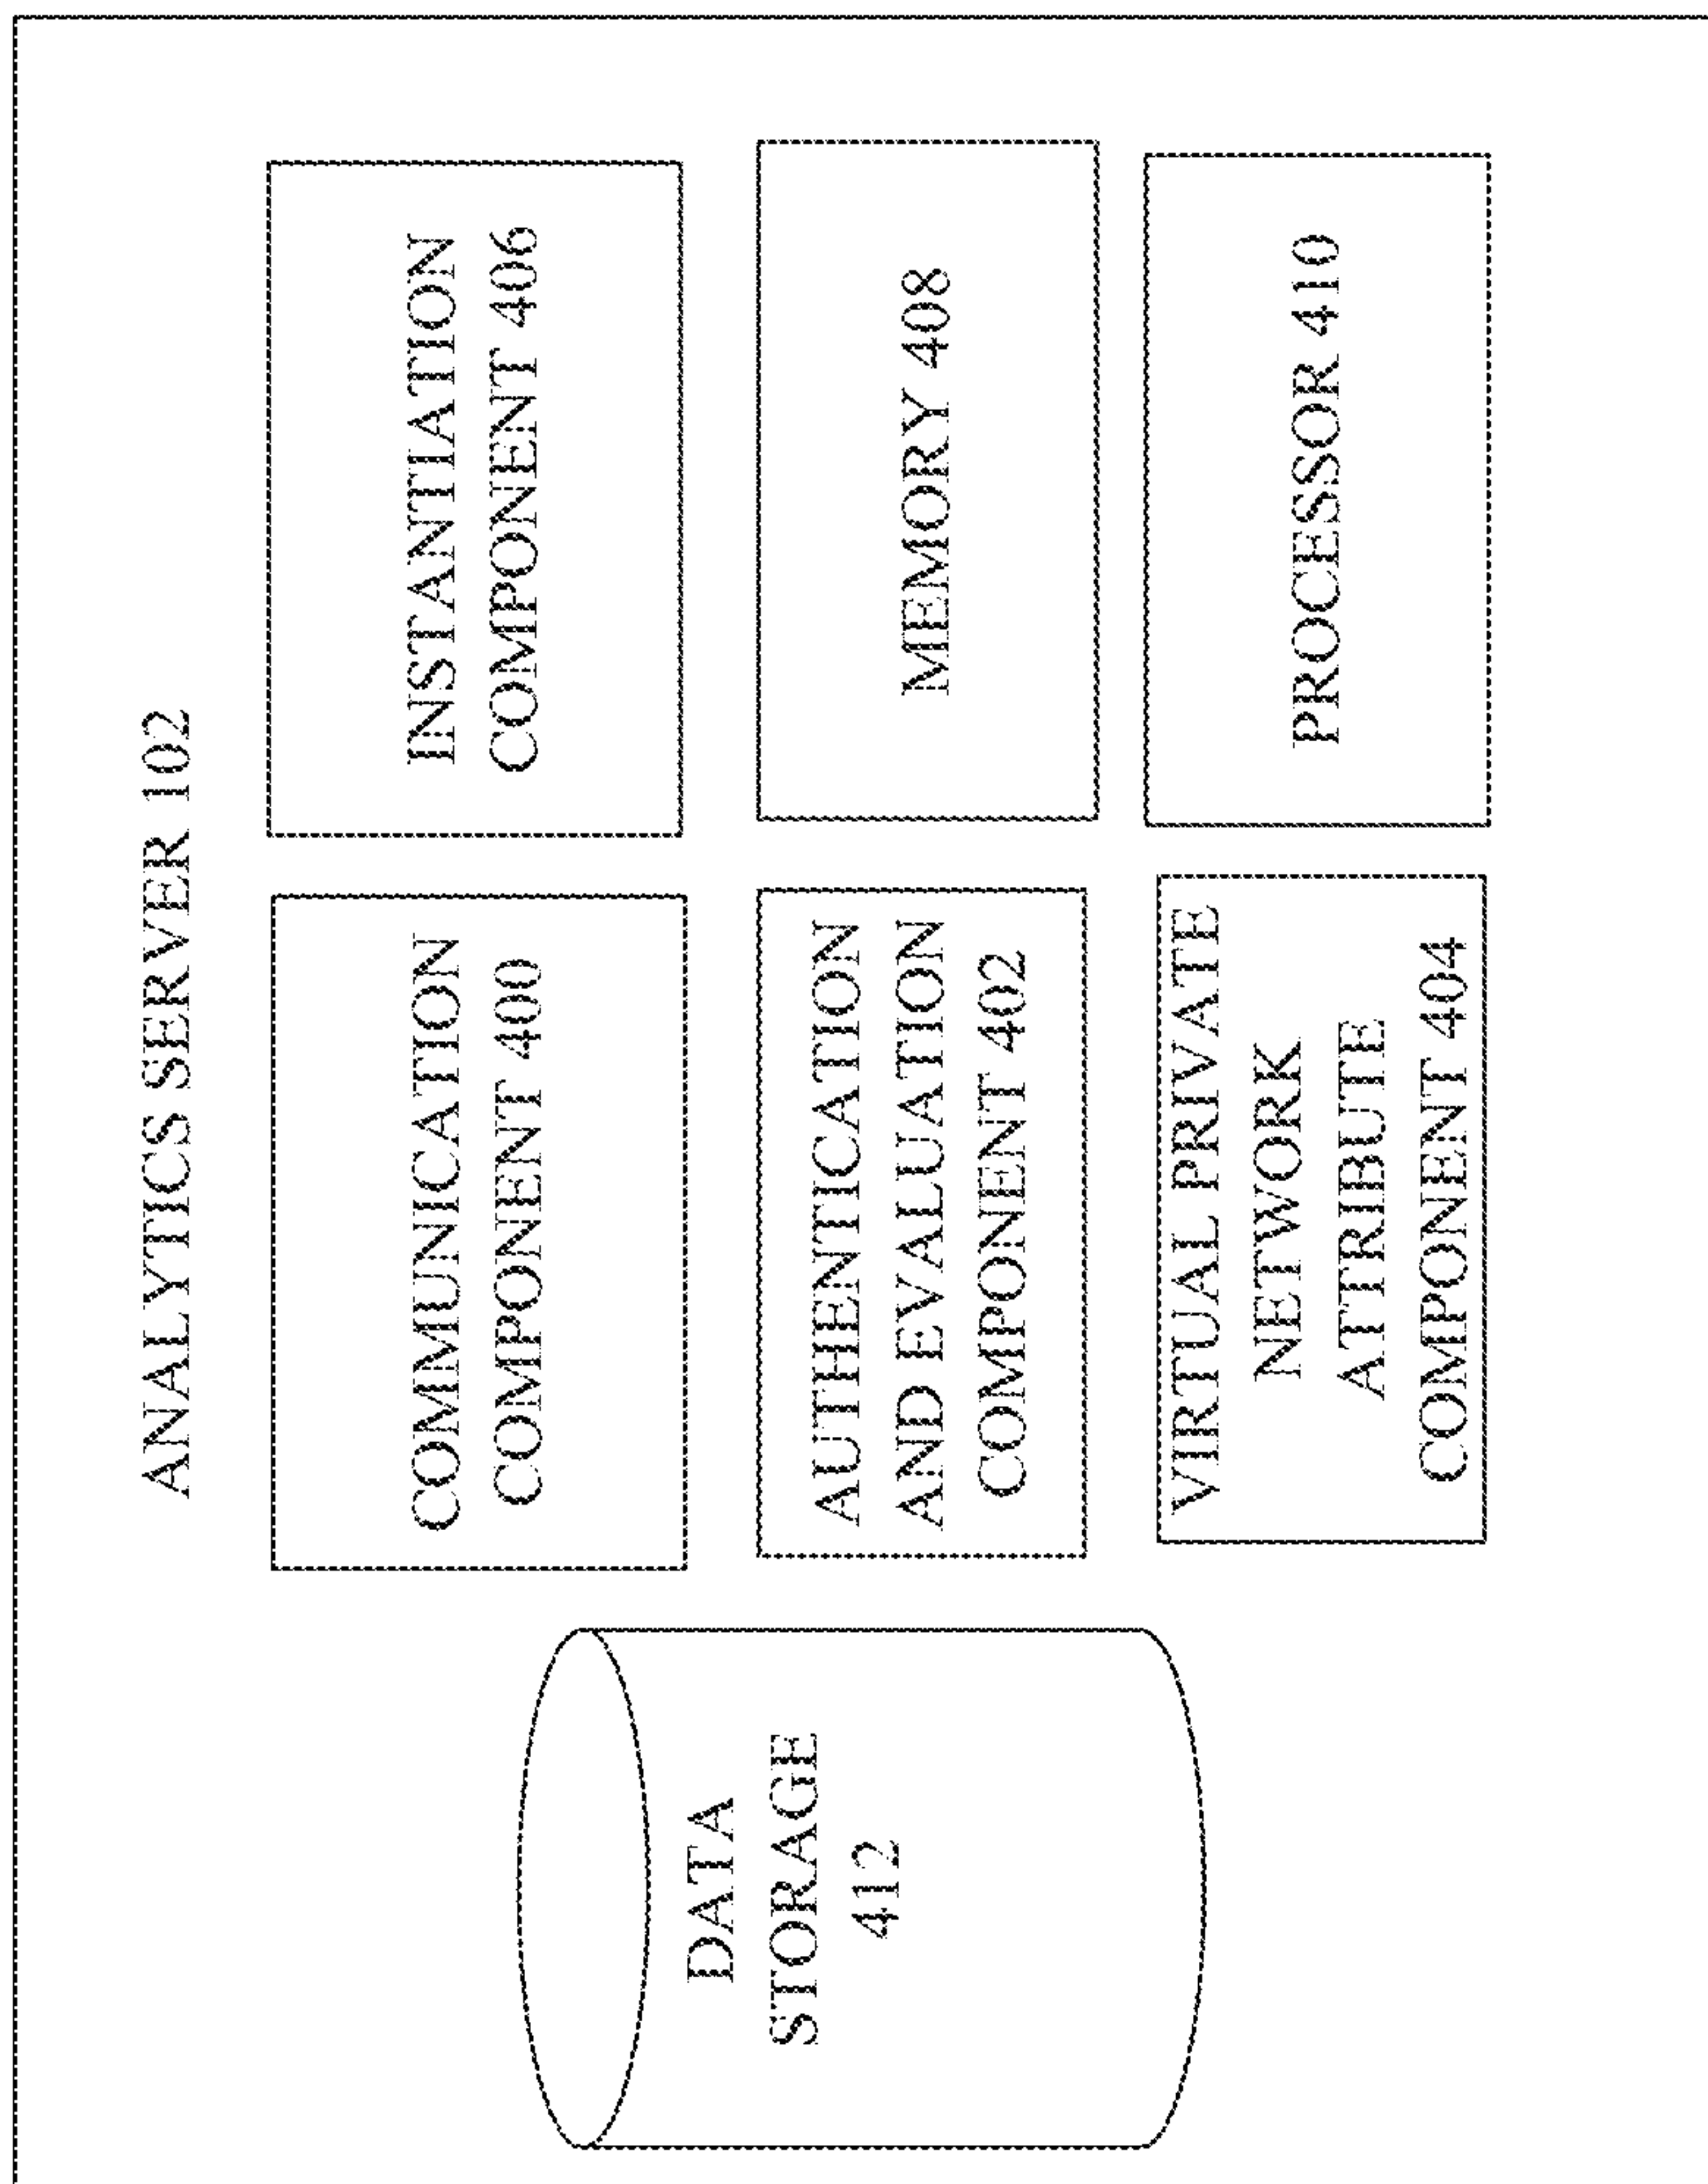 ANALYTICS SERVER 102
DATA
STORAGE
412
COMMUNICATION
COMPONENT 400
AUTHENTICATION
AND EVALUATION
COMPONENT 402
VIRTUAL PRIVATE
NETWORK
ATTRIBUTE
COMPONENT 404
INSTANTIATION
COMPONENT 406
MEMORY 408
PROCESSOR 410